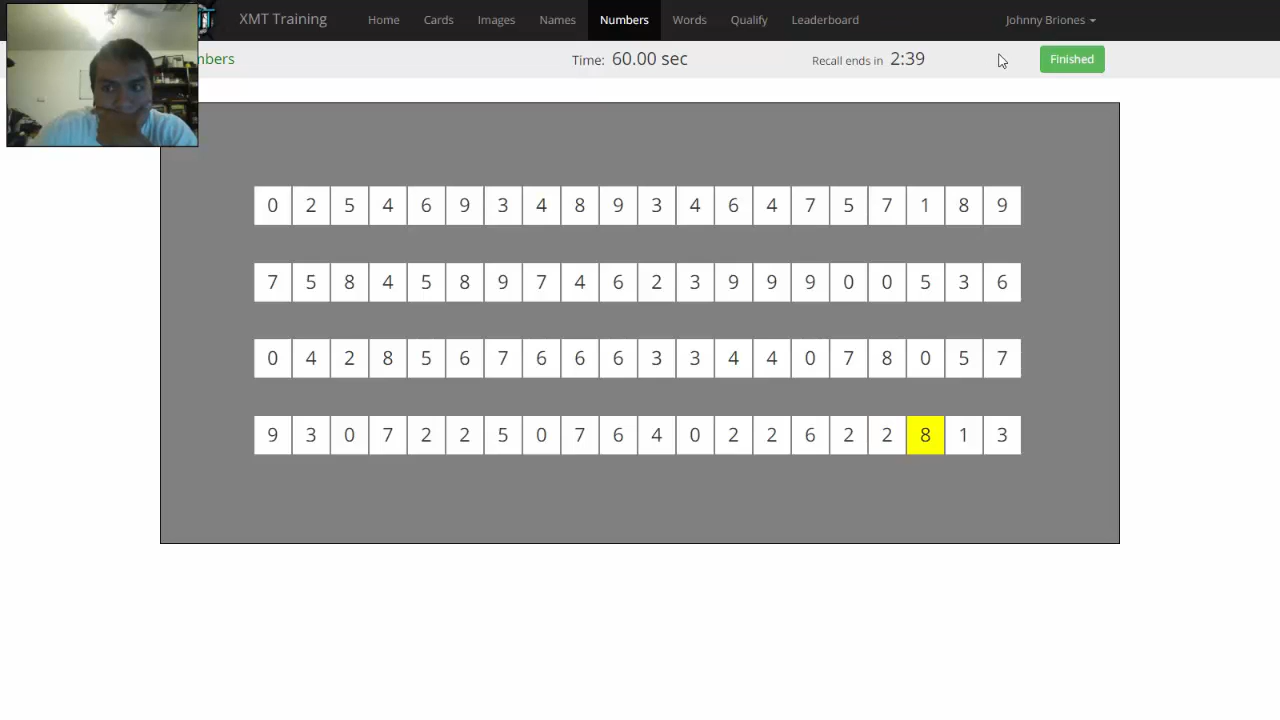 XMT Training Home Cards Images Names Numbers Words Qualify Leaderboard Johnny Briones
mbers Time: 60.00 sec Recall ends in 2:39 Finished
0 2 5 4 6 9 3 4 8 9 3 4 6 4 7 5 7 1 8 9
7 5 8 4 5 8 9 7 4 6 2 3 9 9 9 0 0 5 3 6
0 4 2 8 5 6 7 6 6 6 3 3 4 4 0 7 8 0 5 7
9 3 0 7 2 2 5 0 7 6 4 0 2 2 6 2 2 8 1 3